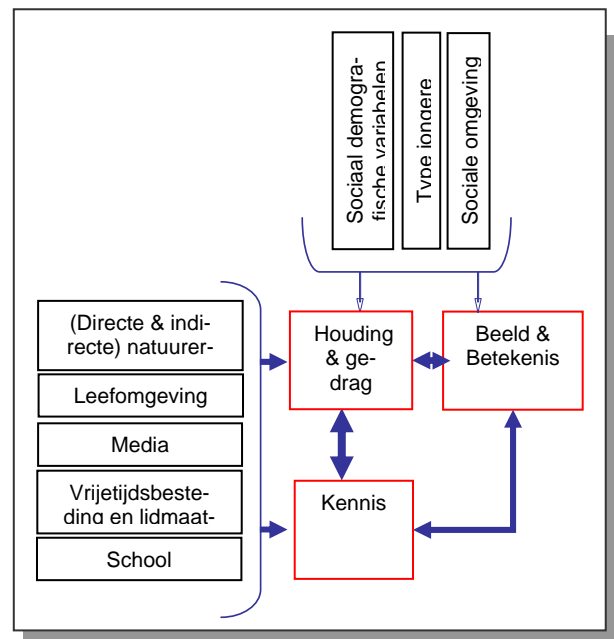 Sociaal demogra-
fische variabelen
Type jongere
Sociale omgeving
(Directe & indi-
recte) natuurer-
Leefomgeving
Media
Vrijetijdsbeste-
ding en lidmaat-
School
Houding
& ge-
drag
Beeld &
Betekenis
Kennis